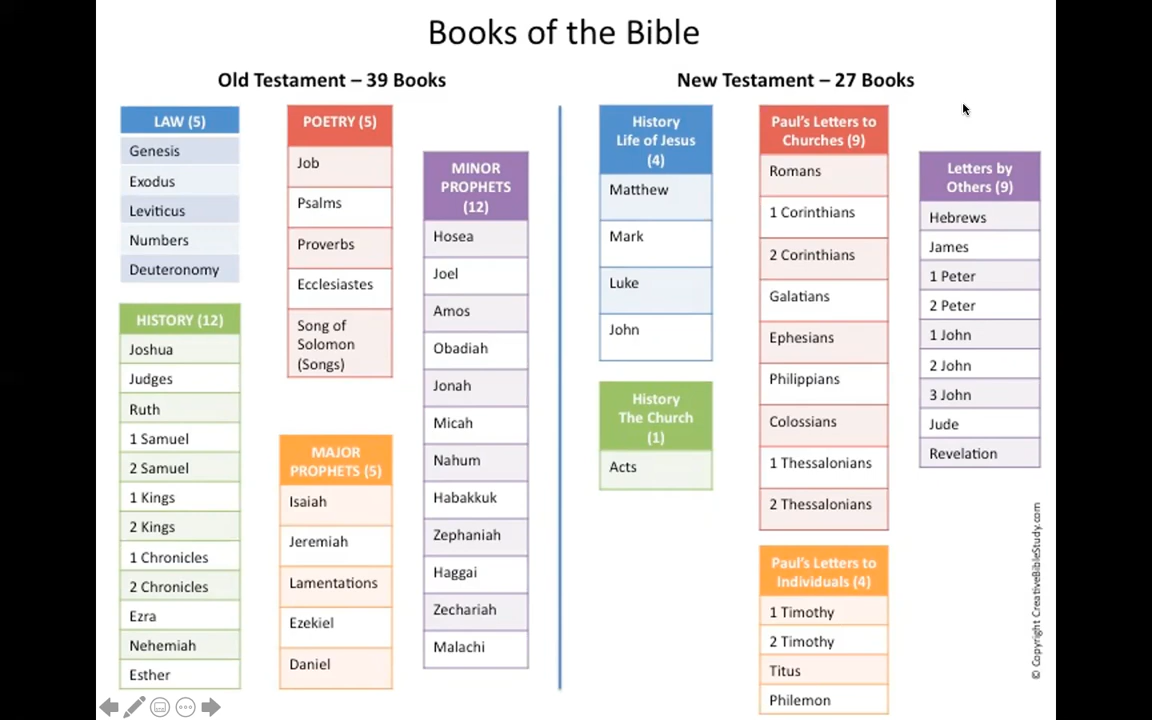 Books of the Bible
Old Testament – 39 Books
LAW (5)
Genesis
Exodus
Leviticus
Numbers
Deuteronomy
HISTORY (12)
Joshua
Judges
Ruth
1 Samuel
2 Samuel
1 Kings
2 Kings
1 Chronicles
2 Chronicles
Ezra
Nehemiah
Esther
POETRY (5)
Job
Psalms
Proverbs
Ecclesiastes
Song of
Solomon
(Songs)
MAJOR
PROPHETS (5)
Isaiah
Jeremiah
Lamentations
Ezekiel
Daniel
MINOR
PROPHETS
(12)
Hosea
Joel
Amos
Obadiah
Jonah
Micah
Nahum
Habakkuk
Zephaniah
Haggai
Zechariah
Malachi
New Testament – 27 Books
History
Life of Jesus
(4)
Matthew
Mark
Luke
John
History
The Church
(1)
Acts
Paul's Letters to
Churches (9)
Romans
1 Corinthians
2 Corinthians
Galatians
Ephesians
Philippians
Colossians
1 Thessalonians
2 Thessalonians
Paul's Letters to
Individuals (4)
1 Timothy
2 Timothy
Titus
Philemon
Letters by
Others (9)
Hebrews
James
1 Peter
2 Peter
1 John
2 John
3 John
Jude
Revelation
© Copyright CreativeBibleStudy.com